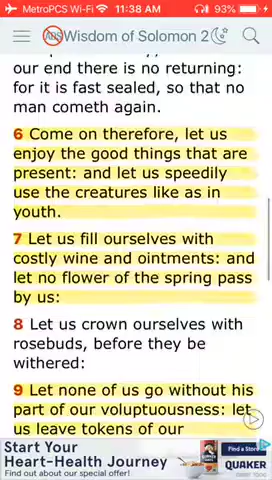 MetroPCS Wi-Fi 11:38 AM 93%
ADS Wisdom of Solomon 2
our end there is no returning:
for it is fast sealed, so that no
man cometh again.
6 Come on therefore, let us
enjoy the good things that are
present: and let us speedily
use the creatures like as in
youth.
7 Let us fill ourselves with
costly wine and ointments: and
let no flower of the spring pass
by us:
8 Let us crown ourselves with
rosebuds, before they be
withered:
9 Let none of us go without his
part of our voluptuousness: let
us leave tokens of our
Start Your
Heart-Health Journey
Find out about our special offer!
Find a Store
QUAKER